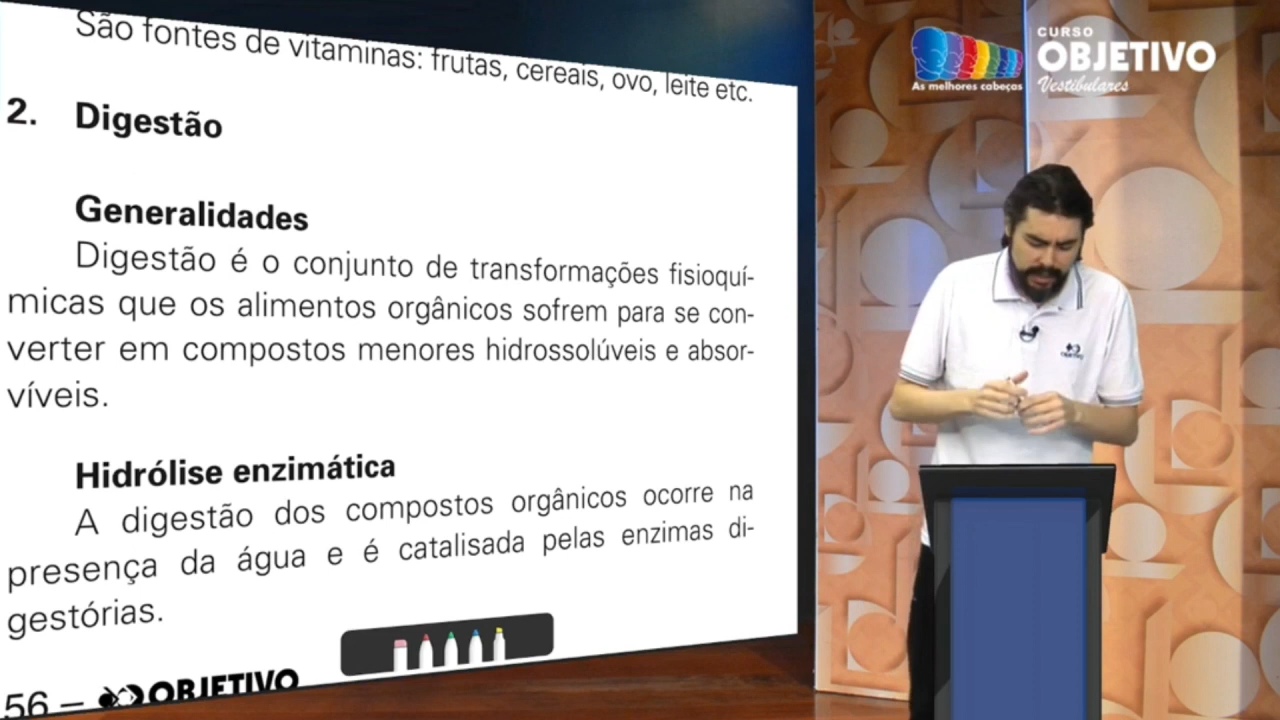 São fontes de vitaminas: frutas, cereais, ovo, leite etc.
2. Digestão
Generalidades
Digestão é o conjunto de transformações fisioquí-
micas que os alimentos orgânicos sofrem para se con-
verter em compostos menores hidrossolúveis e absor-
víveis.
Hidrólise enzimática
A digestão dos compostos orgânicos ocorre na
presença da água e é catalisada pelas enzimas di-
gestórias.
56 – OBJETIVO
As melhores cabeças
CURSO
OBJETIVO
Vestibulares
objetivo